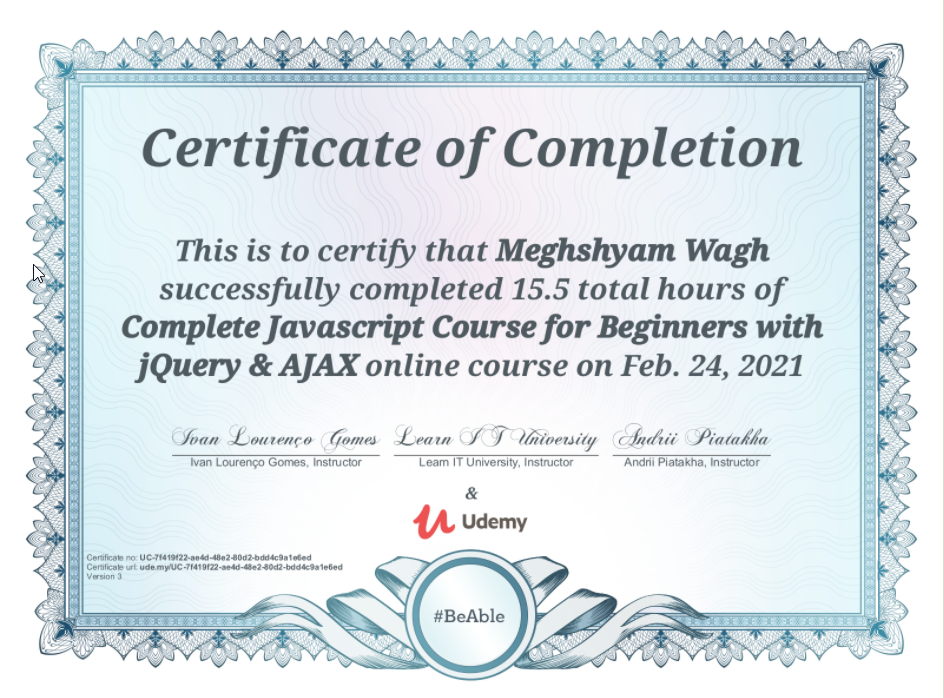 Certificate of Completion
This is to certify that Meghshyam Wagh
successfully completed 15.5 total hours of
Complete Javascript Course for Beginners with
jQuery & AJAX online course on Feb. 24, 2021
Ivan Lourenço Gomes Learn IT University Andrii Piatakha
Ivan Lourenço Gomes, Instructor Learn IT University, Instructor Andrii Piatakha, Instructor
&
Udemy
Certificate no: UC-7f419f22-ae4d-48e2-80d2-bdd4c9a1e6ed
Certificate url: ude.my/UC-7f419f22-ae4d-48e2-80d2-bdd4c9a1e6ed
Version 3
#BeAble